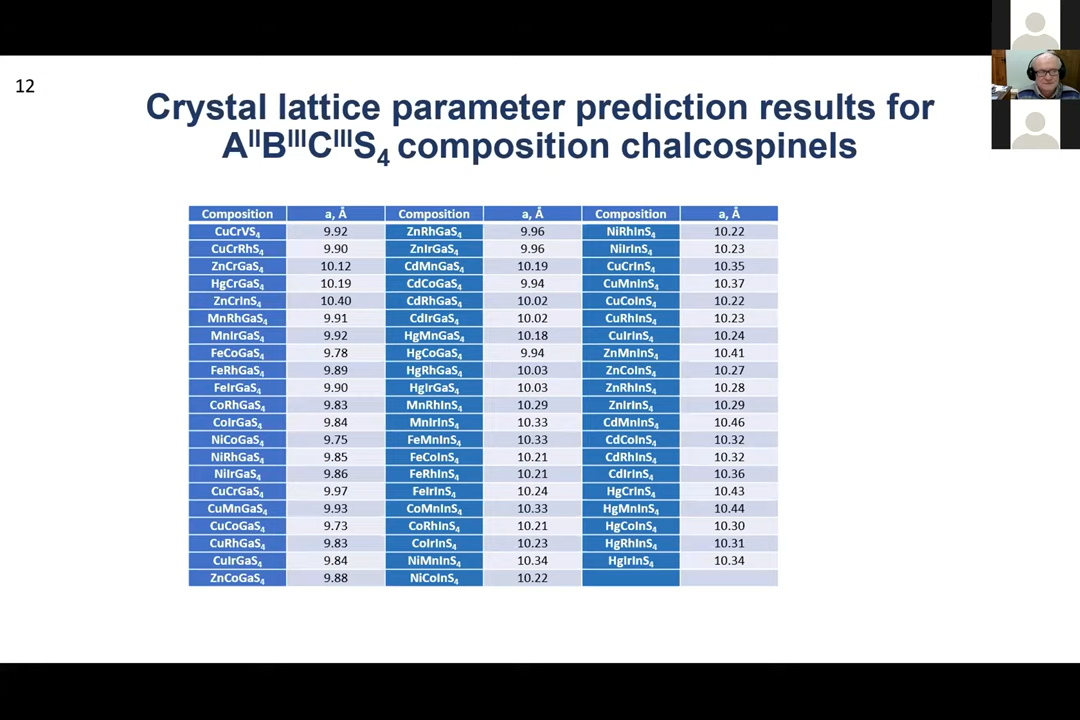 12
Crystal lattice parameter prediction results for
AᴵᴵBᴵᴵᴵCᴵᴵᴵS₄ composition chalcospinels
Composition a, Å Composition a, Å Composition a, Å
CuCrVS₄ 9.92 ZnRhGaS₄ 9.96 NiRhInS₄ 10.22
CuCrRhS₄ 9.90 ZnIrGaS₄ 9.96 NiIrInS₄ 10.23
ZnCrGaS₄ 10.12 CdMnGaS₄ 10.19 CuCrInS₄ 10.35
HgCrGaS₄ 10.19 CdCoGaS₄ 9.94 CuMnInS₄ 10.37
ZnCrInS₄ 10.40 CdRhGaS₄ 10.02 CuCoInS₄ 10.22
MnRhGaS₄ 9.91 CdIrGaS₄ 10.02 CuRhInS₄ 10.23
MnIrGaS₄ 9.92 HgMnGaS₄ 10.18 CuIrInS₄ 10.24
FeCoGaS₄ 9.78 HgCoGaS₄ 9.94 ZnMnInS₄ 10.41
FeRhGaS₄ 9.89 HgRhGaS₄ 10.03 ZnCoInS₄ 10.27
FeIrGaS₄ 9.90 HgIrGaS₄ 10.03 ZnRhInS₄ 10.28
CoRhGaS₄ 9.83 MnRhInS₄ 10.29 ZnIrInS₄ 10.29
CoIrGaS₄ 9.84 MnIrInS₄ 10.33 CdMnInS₄ 10.46
NiCoGaS₄ 9.75 FeMnInS₄ 10.33 CdCoInS₄ 10.32
NiRhGaS₄ 9.85 FeCoInS₄ 10.21 CdRhInS₄ 10.32
NiIrGaS₄ 9.86 FeRhInS₄ 10.21 CdIrInS₄ 10.36
CuCrGaS₄ 9.97 FeIrInS₄ 10.24 HgCrInS₄ 10.43
CuMnGaS₄ 9.93 CoMnInS₄ 10.33 HgMnInS₄ 10.44
CuCoGaS₄ 9.73 CoRhInS₄ 10.21 HgCoInS₄ 10.30
CuRhGaS₄ 9.83 CoIrInS₄ 10.23 HgRhInS₄ 10.31
CuIrGaS₄ 9.84 NiMnInS₄ 10.34 HgIrInS₄ 10.34
ZnCoGaS₄ 9.88 NiCoInS₄ 10.22